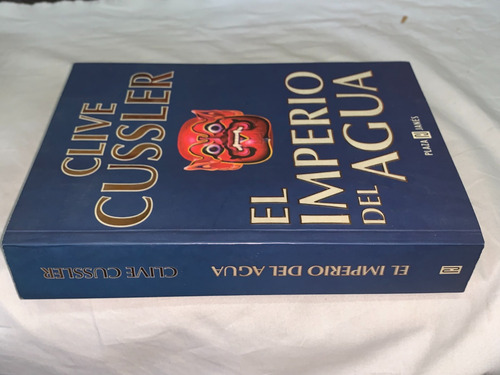 CLIVE
CUSSLER
EL
IMPERIO
DEL AGUA
PLAZA JANÉS
CLIVE CUSSLER EL IMPERIO DEL AGUA